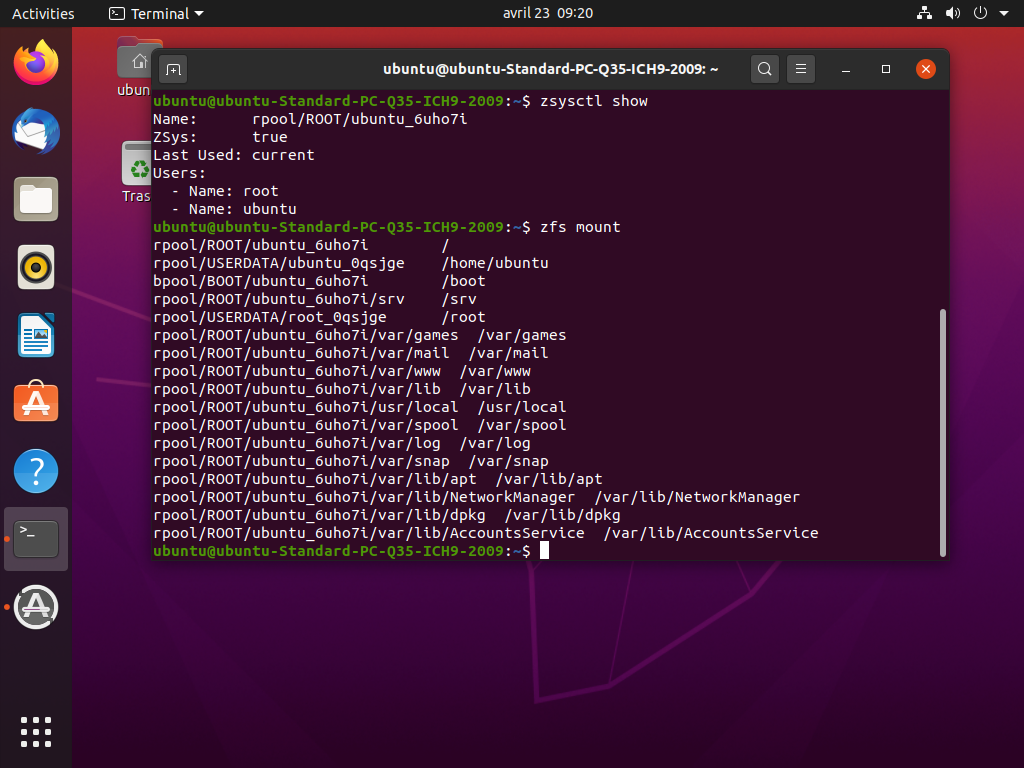 Activities Terminal avril 23 09:20
ubuntu@ubuntu-Standard-PC-Q35-ICH9-2009: ~
ubun
Tras
ubuntu@ubuntu-Standard-PC-Q35-ICH9-2009:~$ zsysctl show
Name:      rpool/ROOT/ubuntu_6uho7i
ZSys:      true
Last Used: current
Users:
  - Name: root
  - Name: ubuntu
ubuntu@ubuntu-Standard-PC-Q35-ICH9-2009:~$ zfs mount
rpool/ROOT/ubuntu_6uho7i        /
rpool/USERDATA/ubuntu_0qsjge    /home/ubuntu
bpool/BOOT/ubuntu_6uho7i        /boot
rpool/ROOT/ubuntu_6uho7i/srv    /srv
rpool/USERDATA/root_0qsjge      /root
rpool/ROOT/ubuntu_6uho7i/var/games  /var/games
rpool/ROOT/ubuntu_6uho7i/var/mail  /var/mail
rpool/ROOT/ubuntu_6uho7i/var/www  /var/www
rpool/ROOT/ubuntu_6uho7i/var/lib  /var/lib
rpool/ROOT/ubuntu_6uho7i/usr/local  /usr/local
rpool/ROOT/ubuntu_6uho7i/var/spool  /var/spool
rpool/ROOT/ubuntu_6uho7i/var/log  /var/log
rpool/ROOT/ubuntu_6uho7i/var/snap  /var/snap
rpool/ROOT/ubuntu_6uho7i/var/lib/apt  /var/lib/apt
rpool/ROOT/ubuntu_6uho7i/var/lib/NetworkManager  /var/lib/NetworkManager
rpool/ROOT/ubuntu_6uho7i/var/lib/dpkg  /var/lib/dpkg
rpool/ROOT/ubuntu_6uho7i/var/lib/AccountsService  /var/lib/AccountsService
ubuntu@ubuntu-Standard-PC-Q35-ICH9-2009:~$